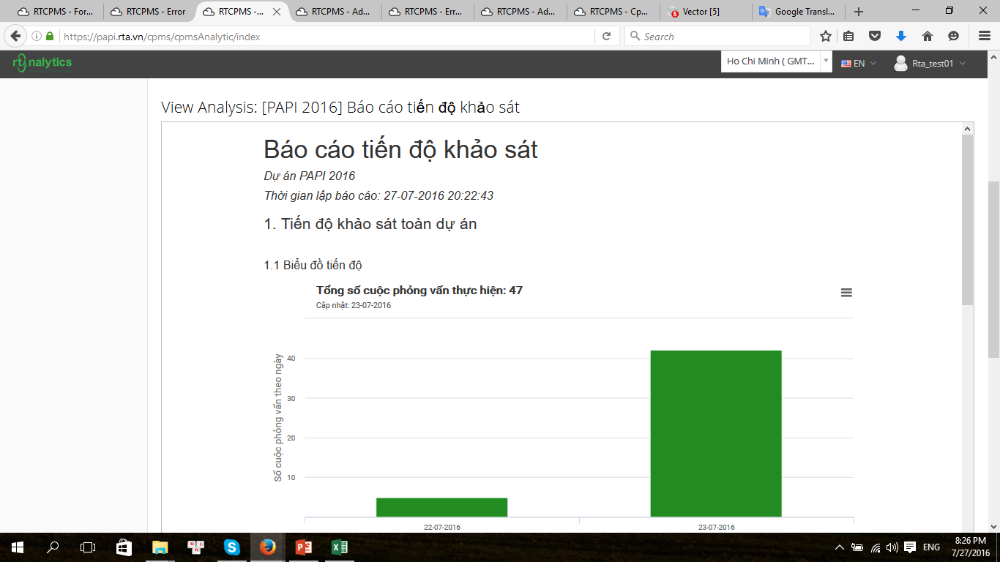 RTCPMS - For...
RTCPMS - Error
RTCPMS -...
RTCPMS - Ad...
RTCPMS - Err...
RTCPMS - Ad...
RTCPMS - Cp...
6
Vector [5]
Google Transl...
https://papi.rta.vn/cpms/cpmsAnalytic/index
Search
rtanalytics
Ho Chi Minh ( GMT...
EN
Rta_test01
View Analysis: [PAPI 2016] Báo cáo tiến độ khảo sát
Báo cáo tiến độ khảo sát
Dự án PAPI 2016
Thời gian lập báo cáo: 27-07-2016 20:22:43
1. Tiến độ khảo sát toàn dự án
1.1 Biểu đồ tiến độ
Tổng số cuộc phỏng vấn thực hiện: 47
Cập nhật: 23-07-2016
Số cuộc phỏng vấn theo ngày
40
30
20
10
22-07-2016
23-07-2016
ENG
8:26 PM
7/27/2016